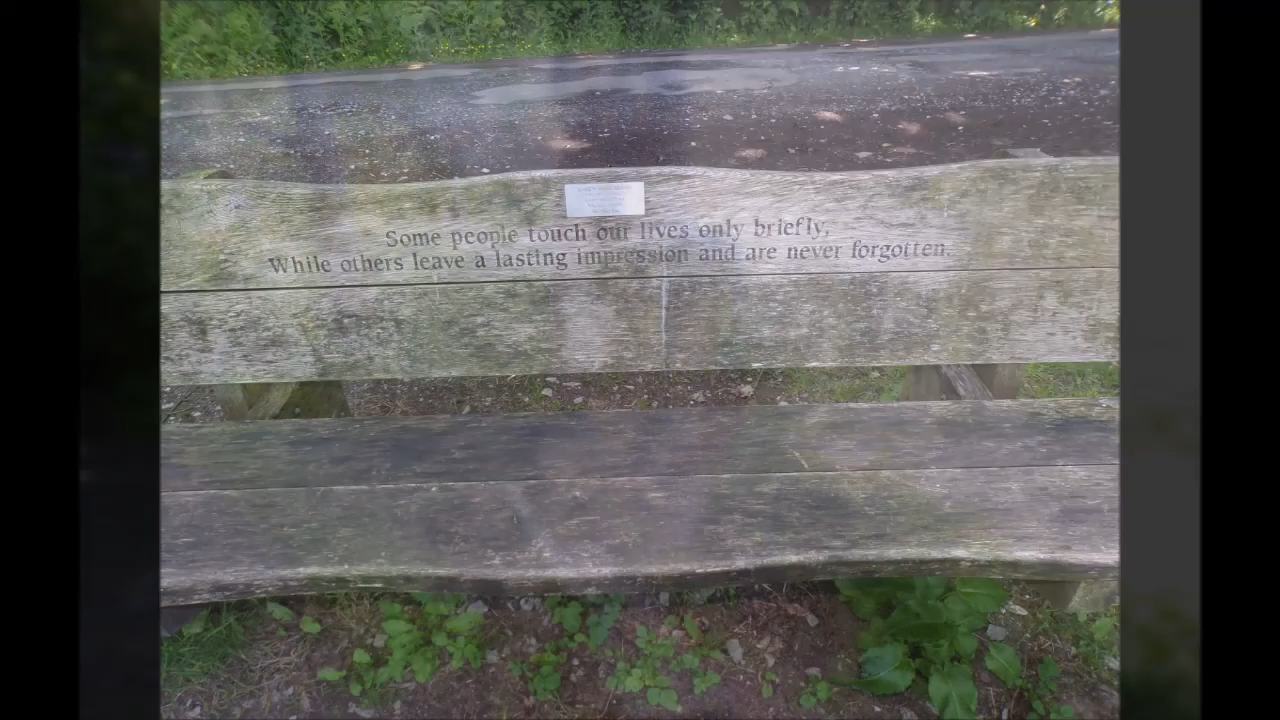 Some people touch our lives only briefly,
While others leave a lasting impression and are never forgotten.